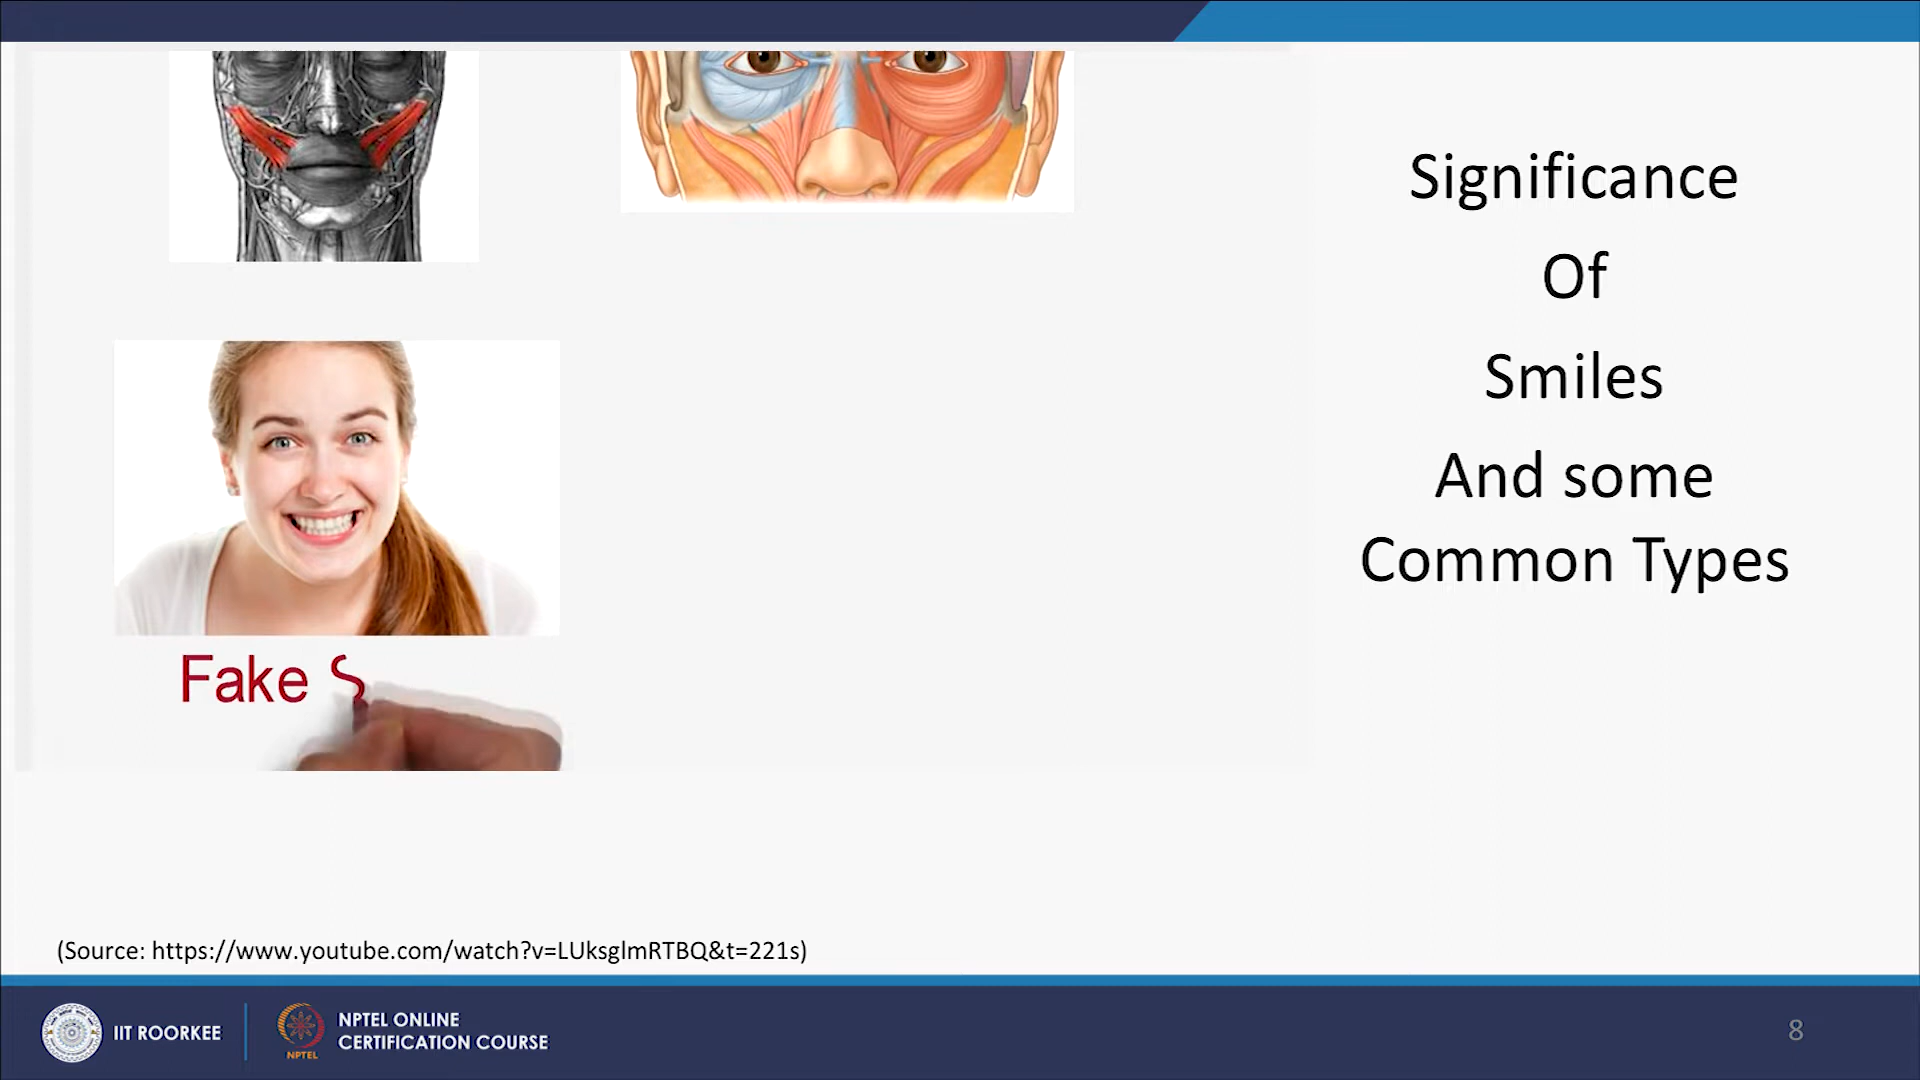 Significance
Of
Smiles
And some
Common Types
Fake S
(Source: https://www.youtube.com/watch?v=LUksglmRTBQ&t=221s)
IIT ROORKEE
NPTEL
NPTEL ONLINE
CERTIFICATION COURSE
8